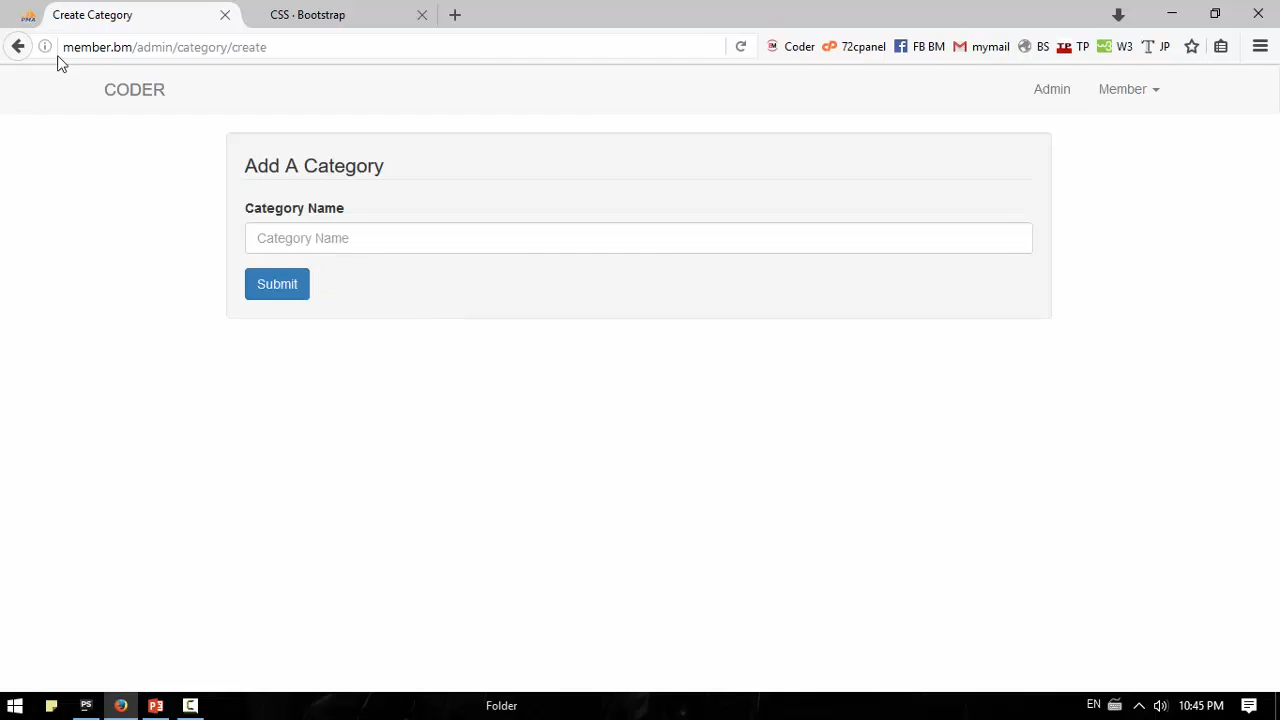 Create Category
CSS · Bootstrap
member.bm/admin/category/create
Coder
72cpanel
FB BM
mymail
BS
TP
W3
JP
CODER
Admin
Member
Add A Category
Category Name
Category Name
Submit
Folder
EN
10:45 PM